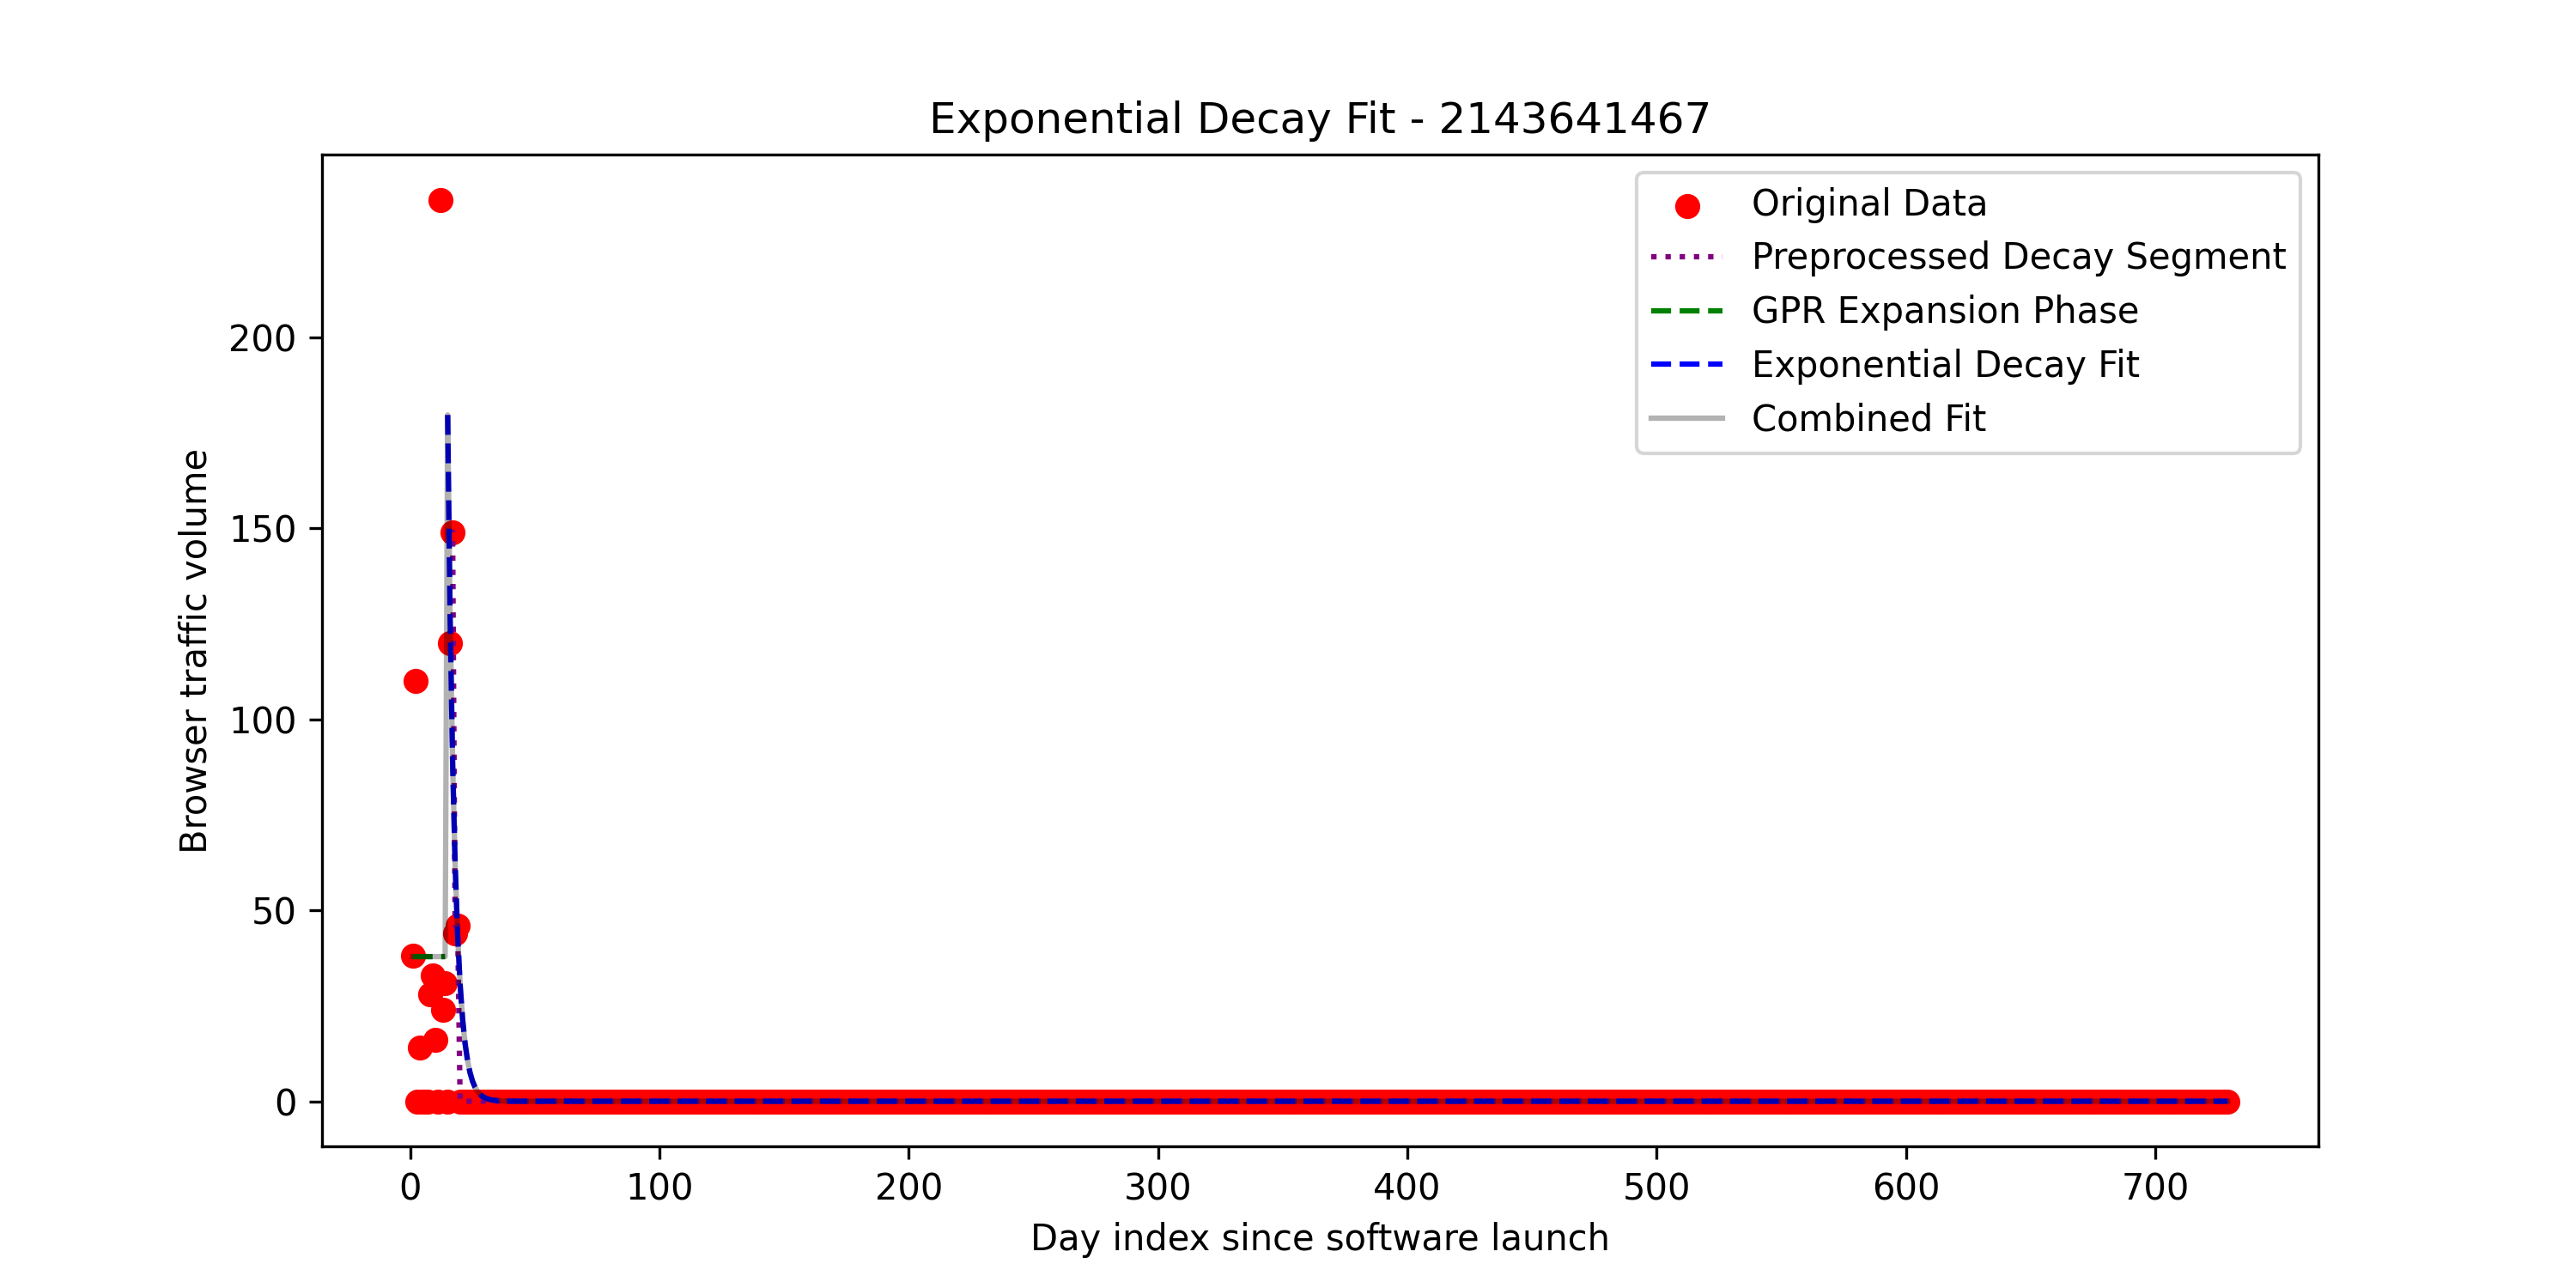 Exponential Decay Fit - 2143641467
Original Data
Preprocessed Decay Segment
GPR Expansion Phase
Exponential Decay Fit
Combined Fit
Browser traffic volume
200
150
100
50
0
0 100 200 300 400 500 600 700
Day index since software launch